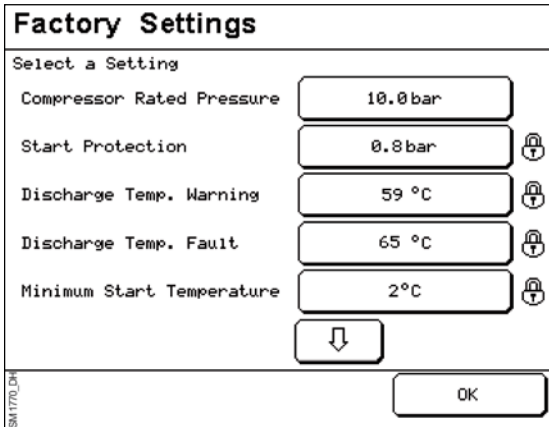 Factory Settings
Select a Setting
Compressor Rated Pressure 10.0bar
Start Protection 0.8bar
Discharge Temp. Warning 59 °C
Discharge Temp. Fault 65 °C
Minimum Start Temperature 2°C
OK
SM1770_DH